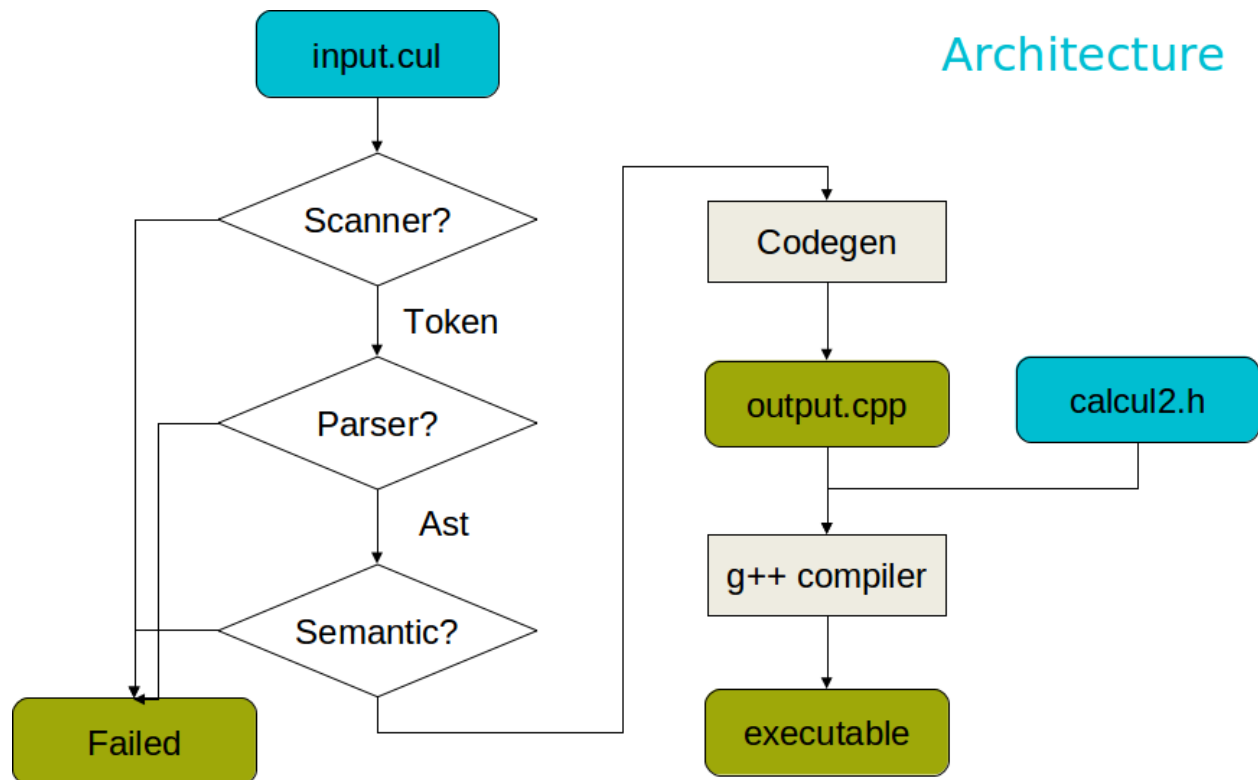 Architecture
input.cul
Scanner?
Token
Parser?
Ast
Semantic?
Failed
Codegen
output.cpp
calcul2.h
g++ compiler
executable